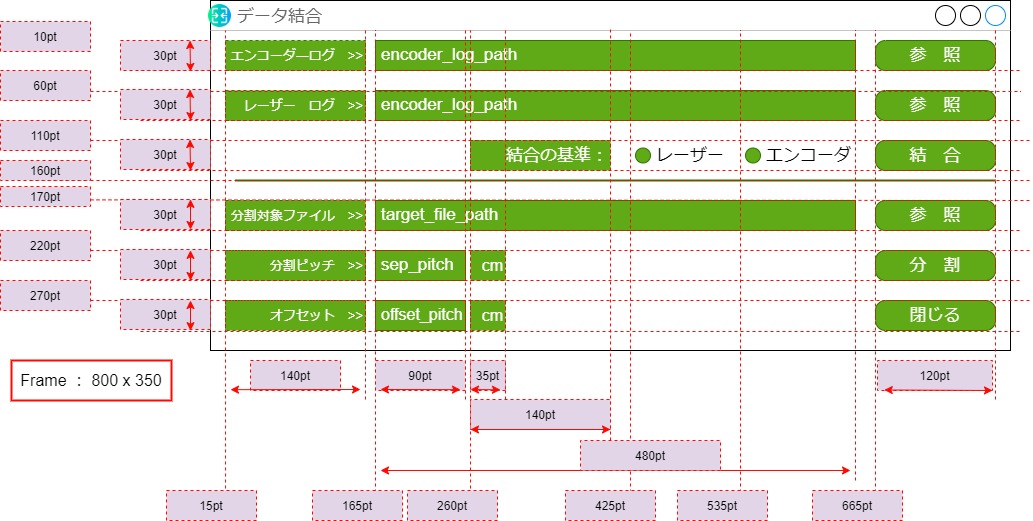 データ結合
10pt
30pt
エンコーダーログ >>
encoder_log_path
参 照
60pt
30pt
レーザー ログ >>
encoder_log_path
参 照
110pt
30pt
結合の基準：
レーザー
エンコーダ
結 合
160pt
170pt
30pt
分割対象ファイル >>
target_file_path
参 照
220pt
30pt
分割ピッチ >>
sep_pitch
cm
分 割
270pt
30pt
オフセット >>
offset_pitch
cm
閉じる
Frame ： 800 x 350
140pt
90pt
35pt
120pt
140pt
480pt
15pt
165pt
260pt
425pt
535pt
665pt